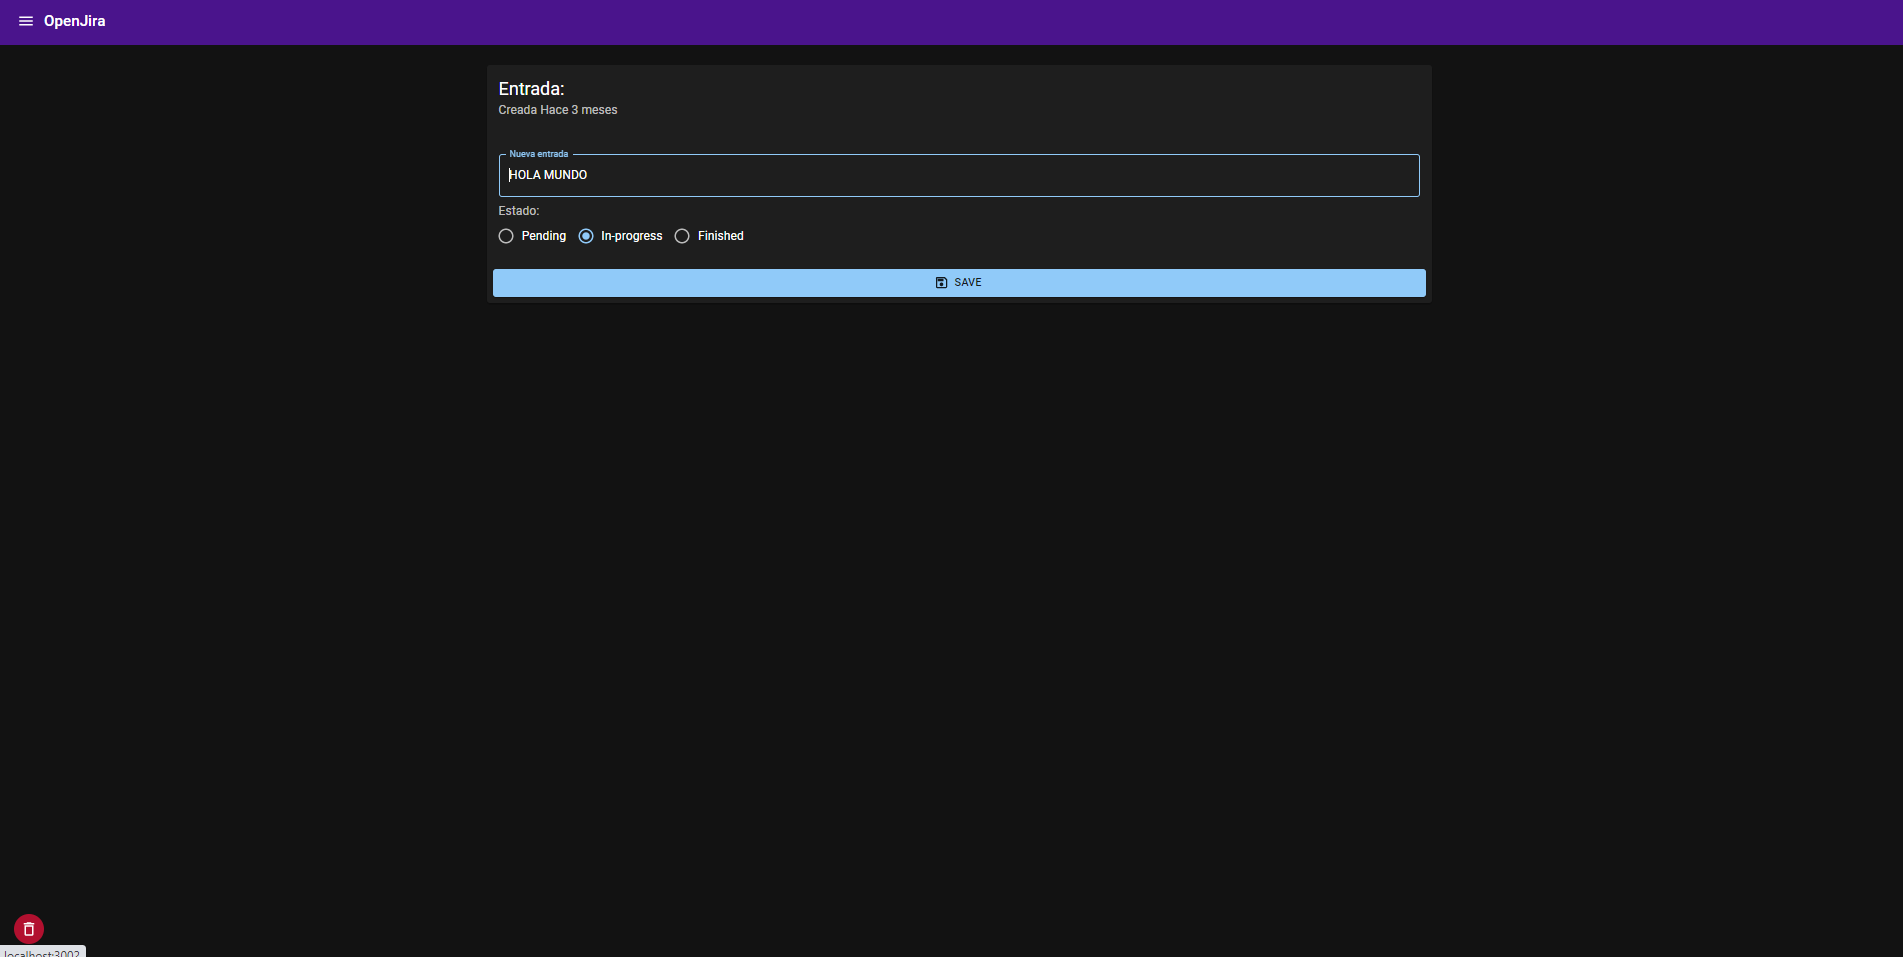 OpenJira
Entrada:
Creada Hace 3 meses
Nueva entrada
HOLA MUNDO
Estado:
Pending In-progress Finished
SAVE
localhost:3002